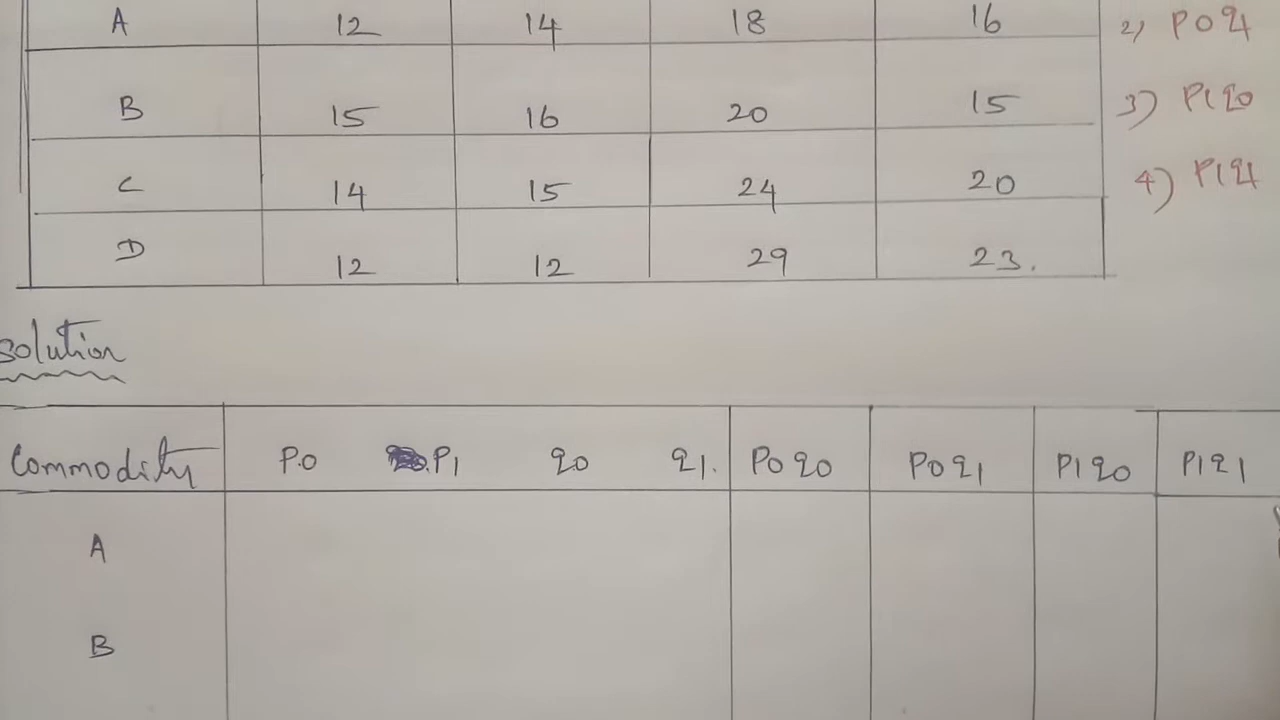 A 12 14 18 16 2) P0q1
B 15 16 20 15 3) P1q0
C 14 15 24 20 4) P1q1
D 12 12 29 23.
solution
Commodity P.0 P1 q0 q1. P0q0 P0q1 P1q0 P1q1
A
B